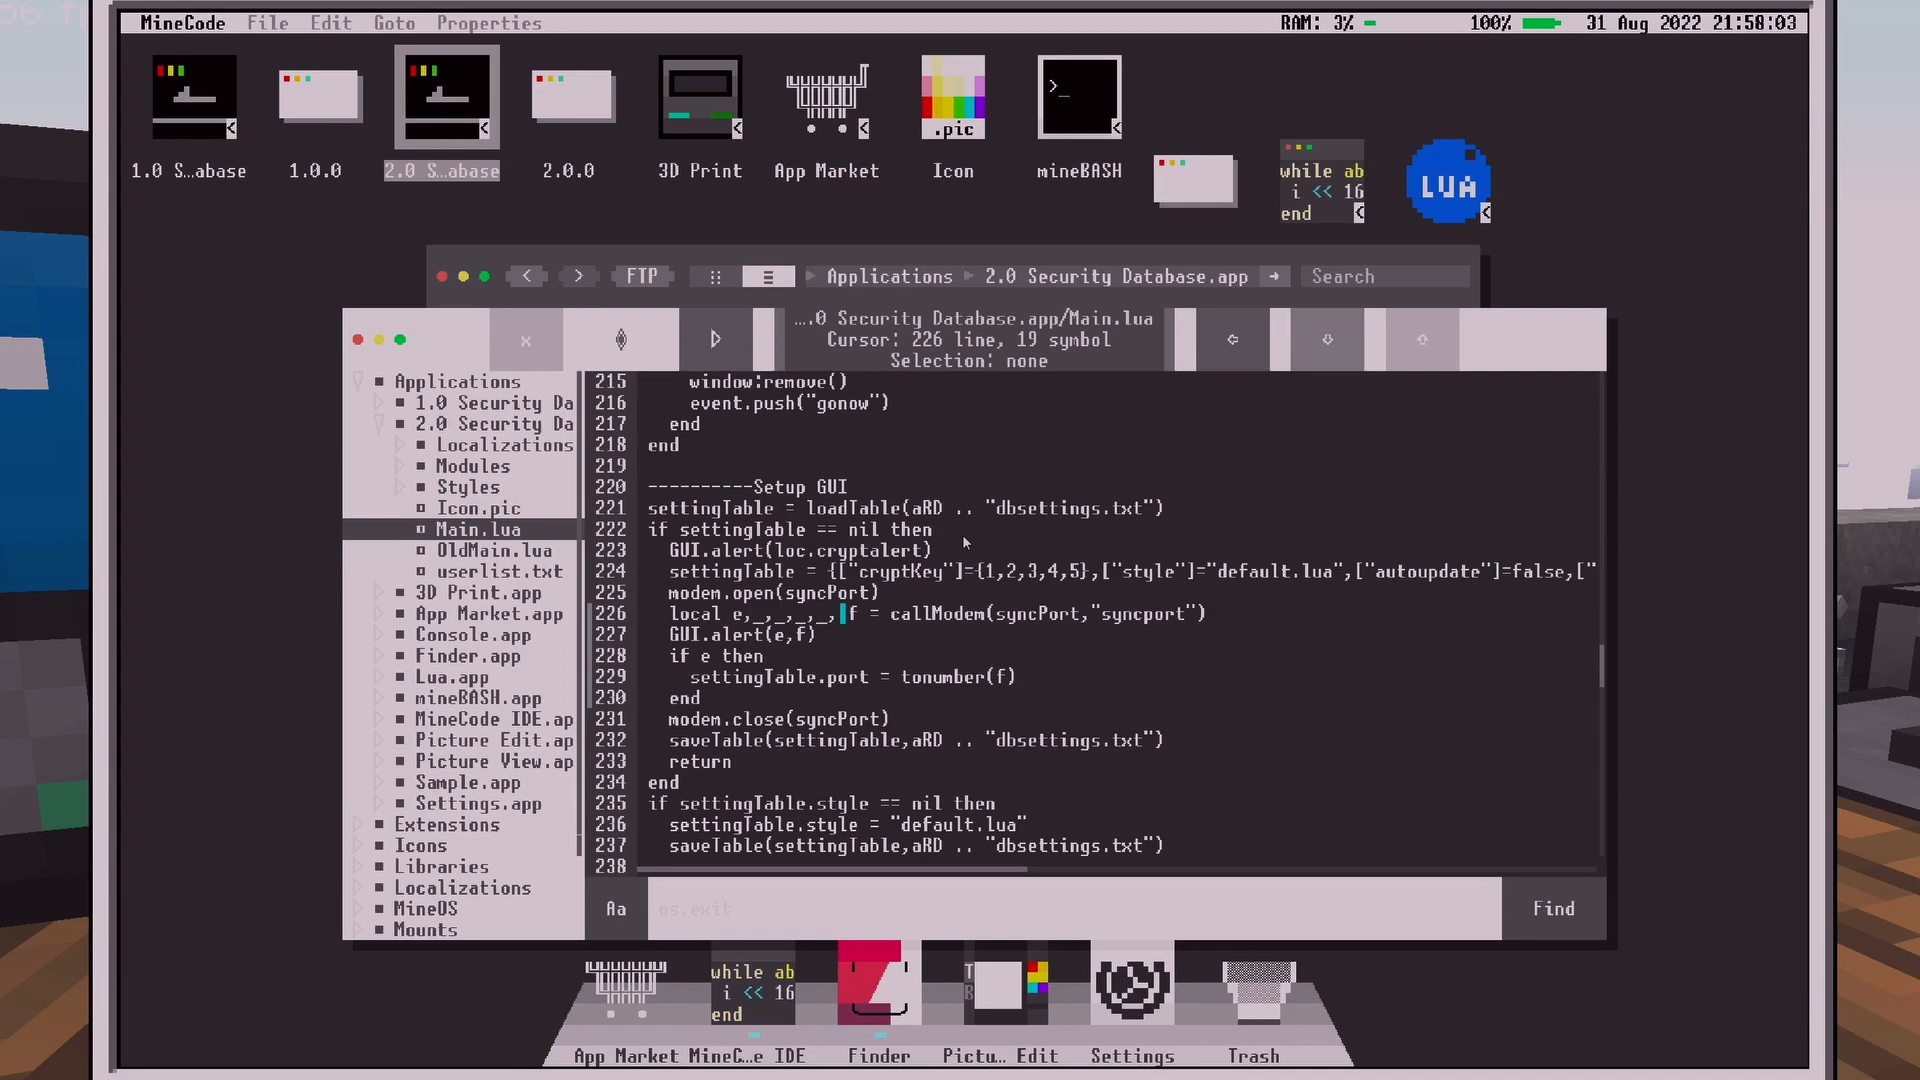 MineCode File Edit Goto Properties RAM: 3% 100% 31 Aug 2022 21:58:03
.pic
>_
1.0 S…abase 1.0.0 2.0 S…abase 2.0.0 3D Print App Market Icon mineBASH
while ab
i << 16
end
LUA
< > FTP Applications 2.0 Security Database.app Search
….0 Security Database.app/Main.lua
Cursor: 226 line, 19 symbol
Selection: none
x
Applications
1.0 Security Da
2.0 Security Da
Localizations
Modules
Styles
Icon.pic
Main.lua
OldMain.lua
userlist.txt
3D Print.app
App Market.app
Console.app
Finder.app
Lua.app
mineBASH.app
MineCode IDE.ap
Picture Edit.ap
Picture View.ap
Sample.app
Settings.app
Extensions
Icons
Libraries
Localizations
MineOS
Mounts
215 window:remove()
216 event.push("gonow")
217 end
218 end
219
220 ----------Setup GUI
221 settingTable = loadTable(aRD .. "dbsettings.txt")
222 if settingTable == nil then
223 GUI.alert(loc.cryptalert)
224 settingTable = {["cryptKey"]={1,2,3,4,5},["style"]="default.lua",["autoupdate"]=false,["
225 modem.open(syncPort)
226 local e,_,_,_,_,f = callModem(syncPort,"syncport")
227 GUI.alert(e,f)
228 if e then
229 settingTable.port = tonumber(f)
230 end
231 modem.close(syncPort)
232 saveTable(settingTable,aRD .. "dbsettings.txt")
233 return
234 end
235 if settingTable.style == nil then
236 settingTable.style = "default.lua"
237 saveTable(settingTable,aRD .. "dbsettings.txt")
238
Aa os.exit Find
while ab
i << 16
end
App Market MineC…e IDE Finder Pictu… Edit Settings Trash